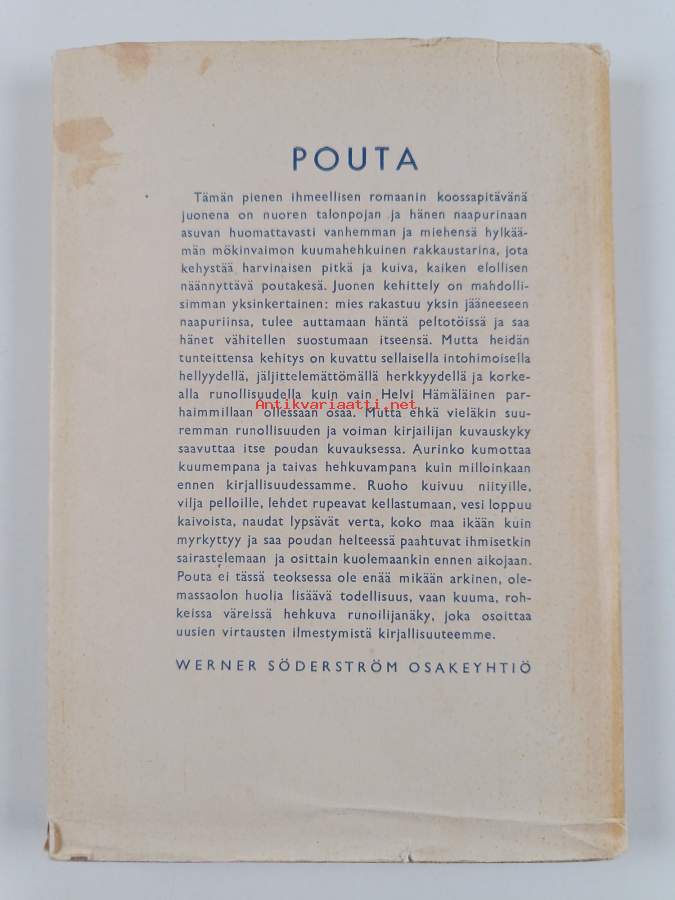 POUTA
Tämän pienen ihmeellisen romaanin koossapitävänä
juonena on nuoren talonpojan ja hänen naapurinaan
asuvan huomattavasti vanhemman ja miehensä hylkää-
män mökinvaimon kuumahehkuinen rakkaustarina, jota
kehystää harvinaisen pitkä ja kuiva, kaiken elollisen
näännyttävä poutakesä. Juonen kehittely on mahdolli-
simman yksinkertainen: mies rakastuu yksin jääneeseen
naapuriinsa, tulee auttamaan häntä peltotöissä ja saa
hänet vähitellen suostumaan itseensä. Mutta heidän
tunteittensa kehitys on kuvattu sellaisella intohimoisella
hellyydellä, jäljittelemättömällä herkkyydellä ja korke-
alla runollisuudella kuin vain Helvi Hämäläinen par-
haimmillaan ollessaan osaa. Mutta ehkä vieläkin suu-
Antikvariaatti.net
remman runollisuuden ja voiman kirjailijan kuvauskyky
saavuttaa itse poudan kuvauksessa. Aurinko kumottaa
kuumempana ja taivas hehkuvampana kuin milloinkaan
ennen kirjallisuudessamme. Ruoho kuivuu niityille,
vilja pelloille, lehdet rupeavat kellastumaan, vesi loppuu
kaivoista, naudat lypsävät verta, koko maa ikään kuin
myrkyttyy ja saa poudan helteessä paahtuvat ihmisetkin
sairastelemaan ja osittain kuolemaankin ennen aikojaan.
Pouta ei tässä teoksessa ole enää mikään arkinen, ole-
massaolon huolia lisäävä todellisuus, vaan kuuma, roh-
keissa väreissä hehkuva runoilijanäky, joka osoittaa
uusien virtausten ilmestymistä kirjallisuuteemme.
WERNER SÖDERSTRÖM OSAKEYHTIÖ